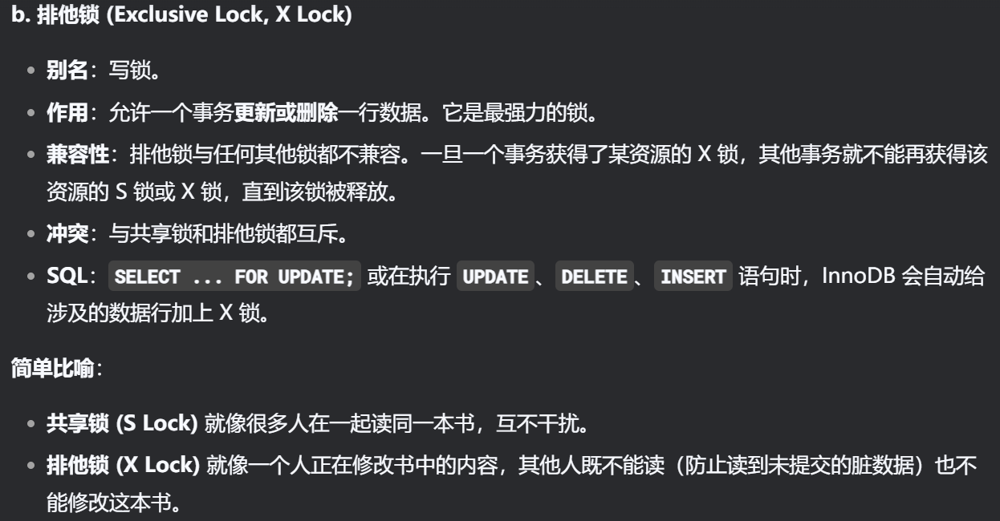 b. 排他锁 (Exclusive Lock, X Lock)
别名：写锁。
作用：允许一个事务更新或删除一行数据。它是最强力的锁。
兼容性：排他锁与任何其他锁都不兼容。一旦一个事务获得了某资源的 X 锁，其他事务就不能再获得该
资源的 S 锁或 X 锁，直到该锁被释放。
冲突：与共享锁和排他锁都互斥。
SQL：SELECT ... FOR UPDATE; 或在执行 UPDATE、DELETE、INSERT 语句时，InnoDB 会自动给
涉及的数据行加上 X 锁。
简单比喻：
共享锁 (S Lock) 就像很多人在一起读同一本书，互不干扰。
排他锁 (X Lock) 就像一个人正在修改书中的内容，其他人既不能读（防止读到未提交的脏数据）也不
能修改这本书。